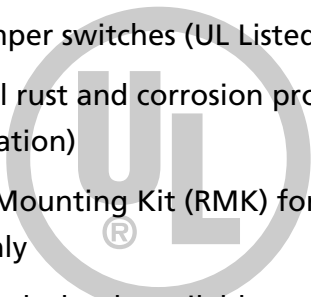 mper switches (UL Listed
l rust and corrosion pro
ation)
Mounting Kit (RMK) for
nly
UL
®